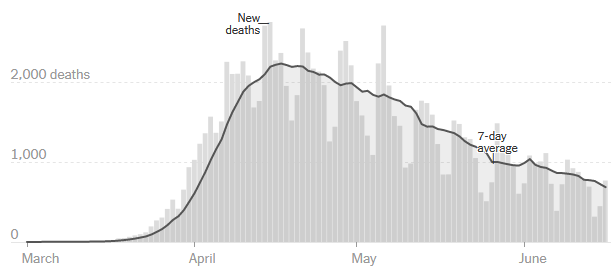 New
deaths
2,000 deaths
7-day
average
1,000
0
March
April
May
June